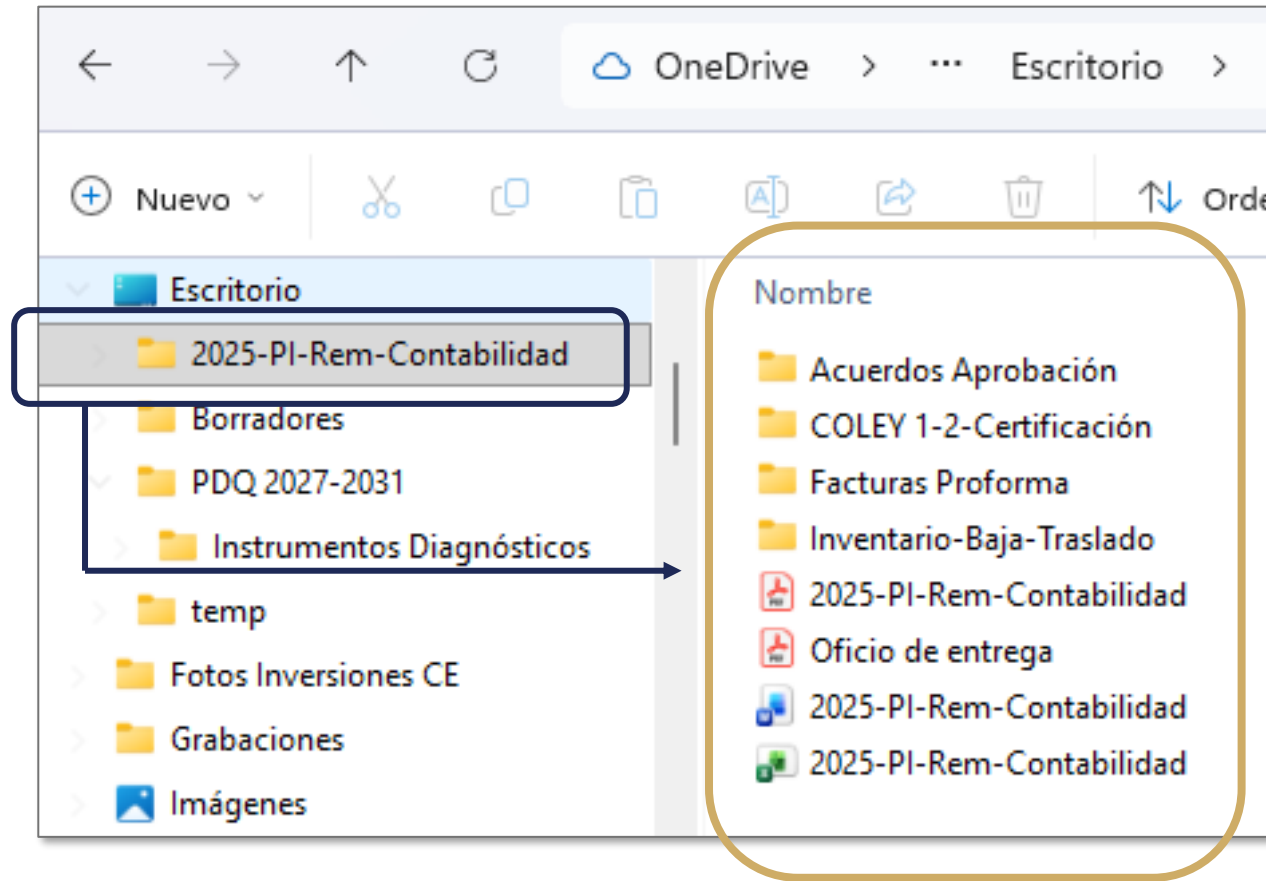 OneDrive > ... Escritorio >
Nuevo
Escritorio
2025-PI-Rem-Contabilidad
Borradores
PDQ 2027-2031
Instrumentos Diagnósticos
temp
Fotos Inversiones CE
Grabaciones
Imágenes
Nombre
Acuerdos Aprobación
COLEY 1-2-Certificación
Facturas Proforma
Inventario-Baja-Traslado
2025-PI-Rem-Contabilidad
Oficio de entrega
2025-PI-Rem-Contabilidad
2025-PI-Rem-Contabilidad